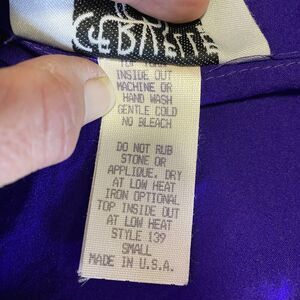 INSIDE OUT
MACHINE OR
HAND WASH
GENTLE COLD
NO BLEACH
DO NOT RUB
STONE OR
APPLIQUE. DRY
AT LOW HEAT
IRON OPTIONAL
TOP INSIDE OUT
AT LOW HEAT
STYLE 139
SMALL
MADE IN U.S.A.